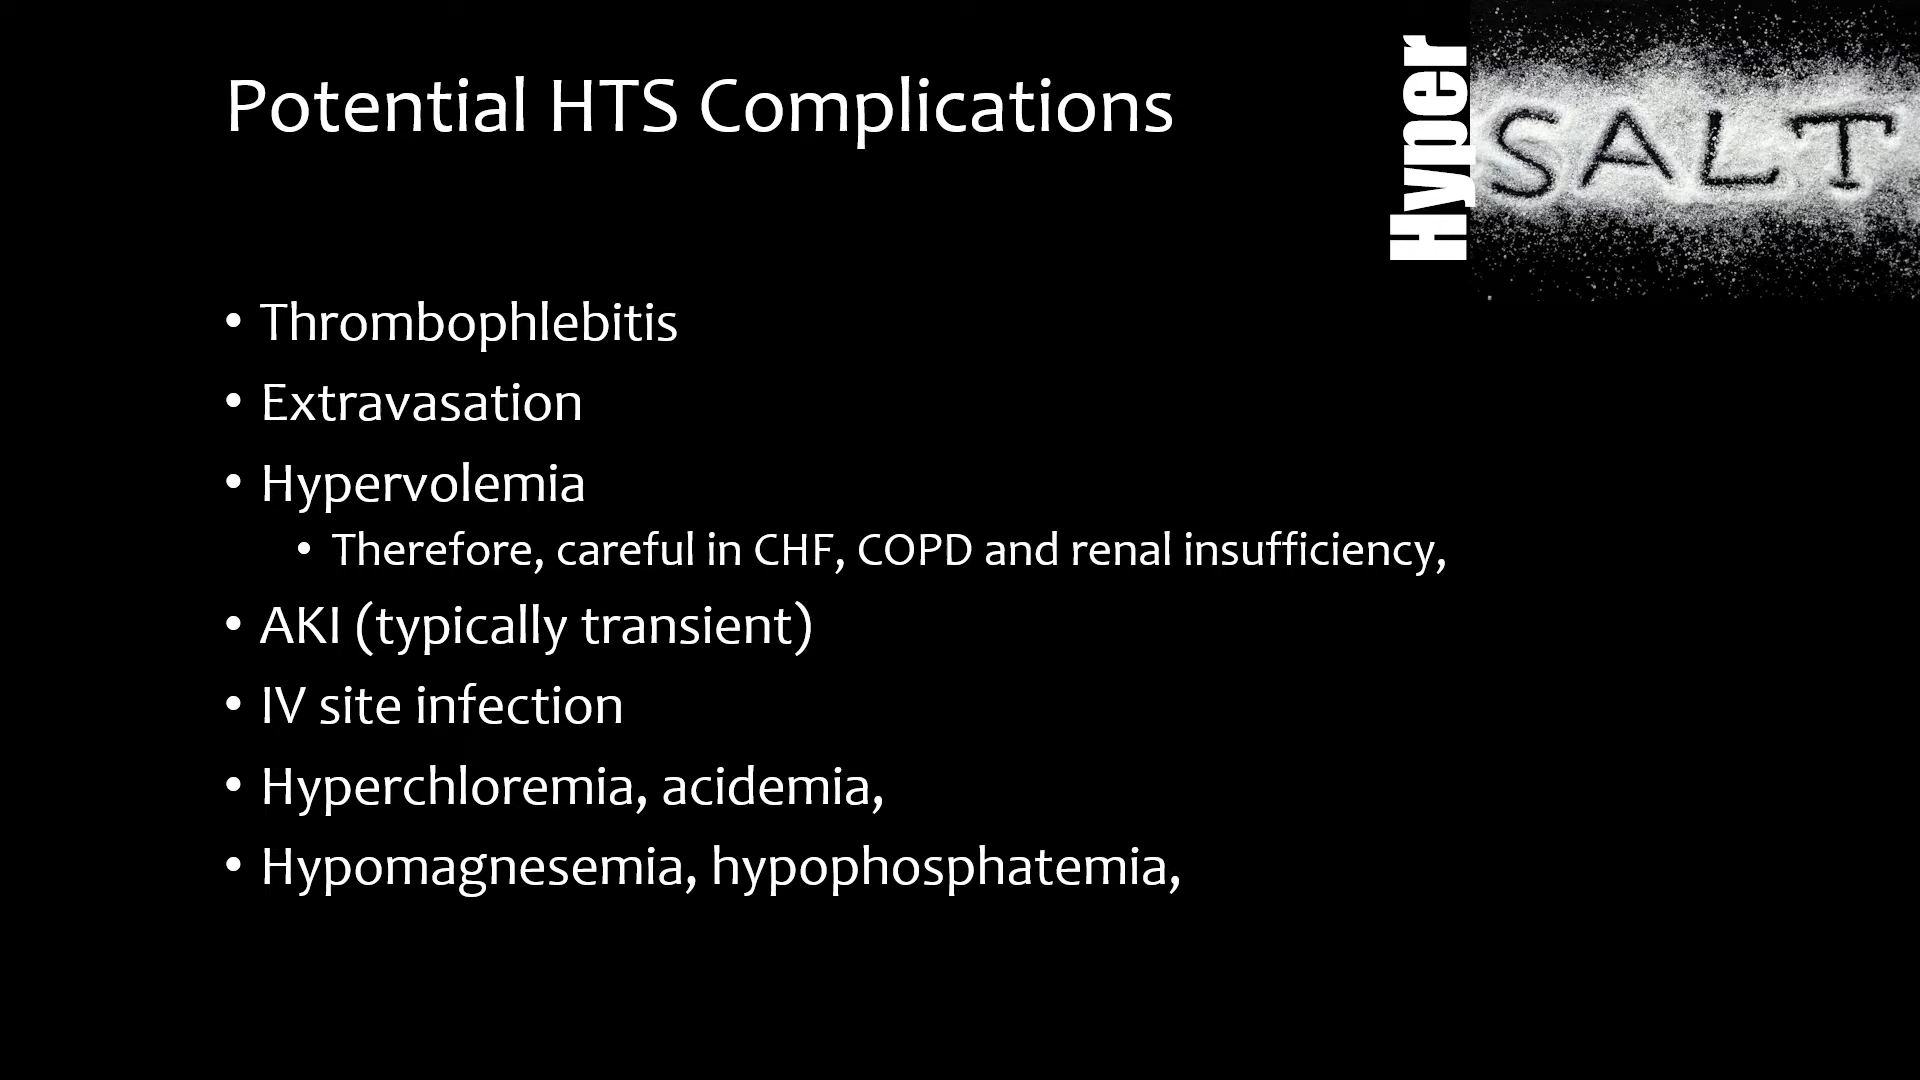 Potential HTS Complications
Hyper
SALT
• Thrombophlebitis
• Extravasation
• Hypervolemia
• Therefore, careful in CHF, COPD and renal insufficiency,
• AKI (typically transient)
• IV site infection
• Hyperchloremia, acidemia,
• Hypomagnesemia, hypophosphatemia,